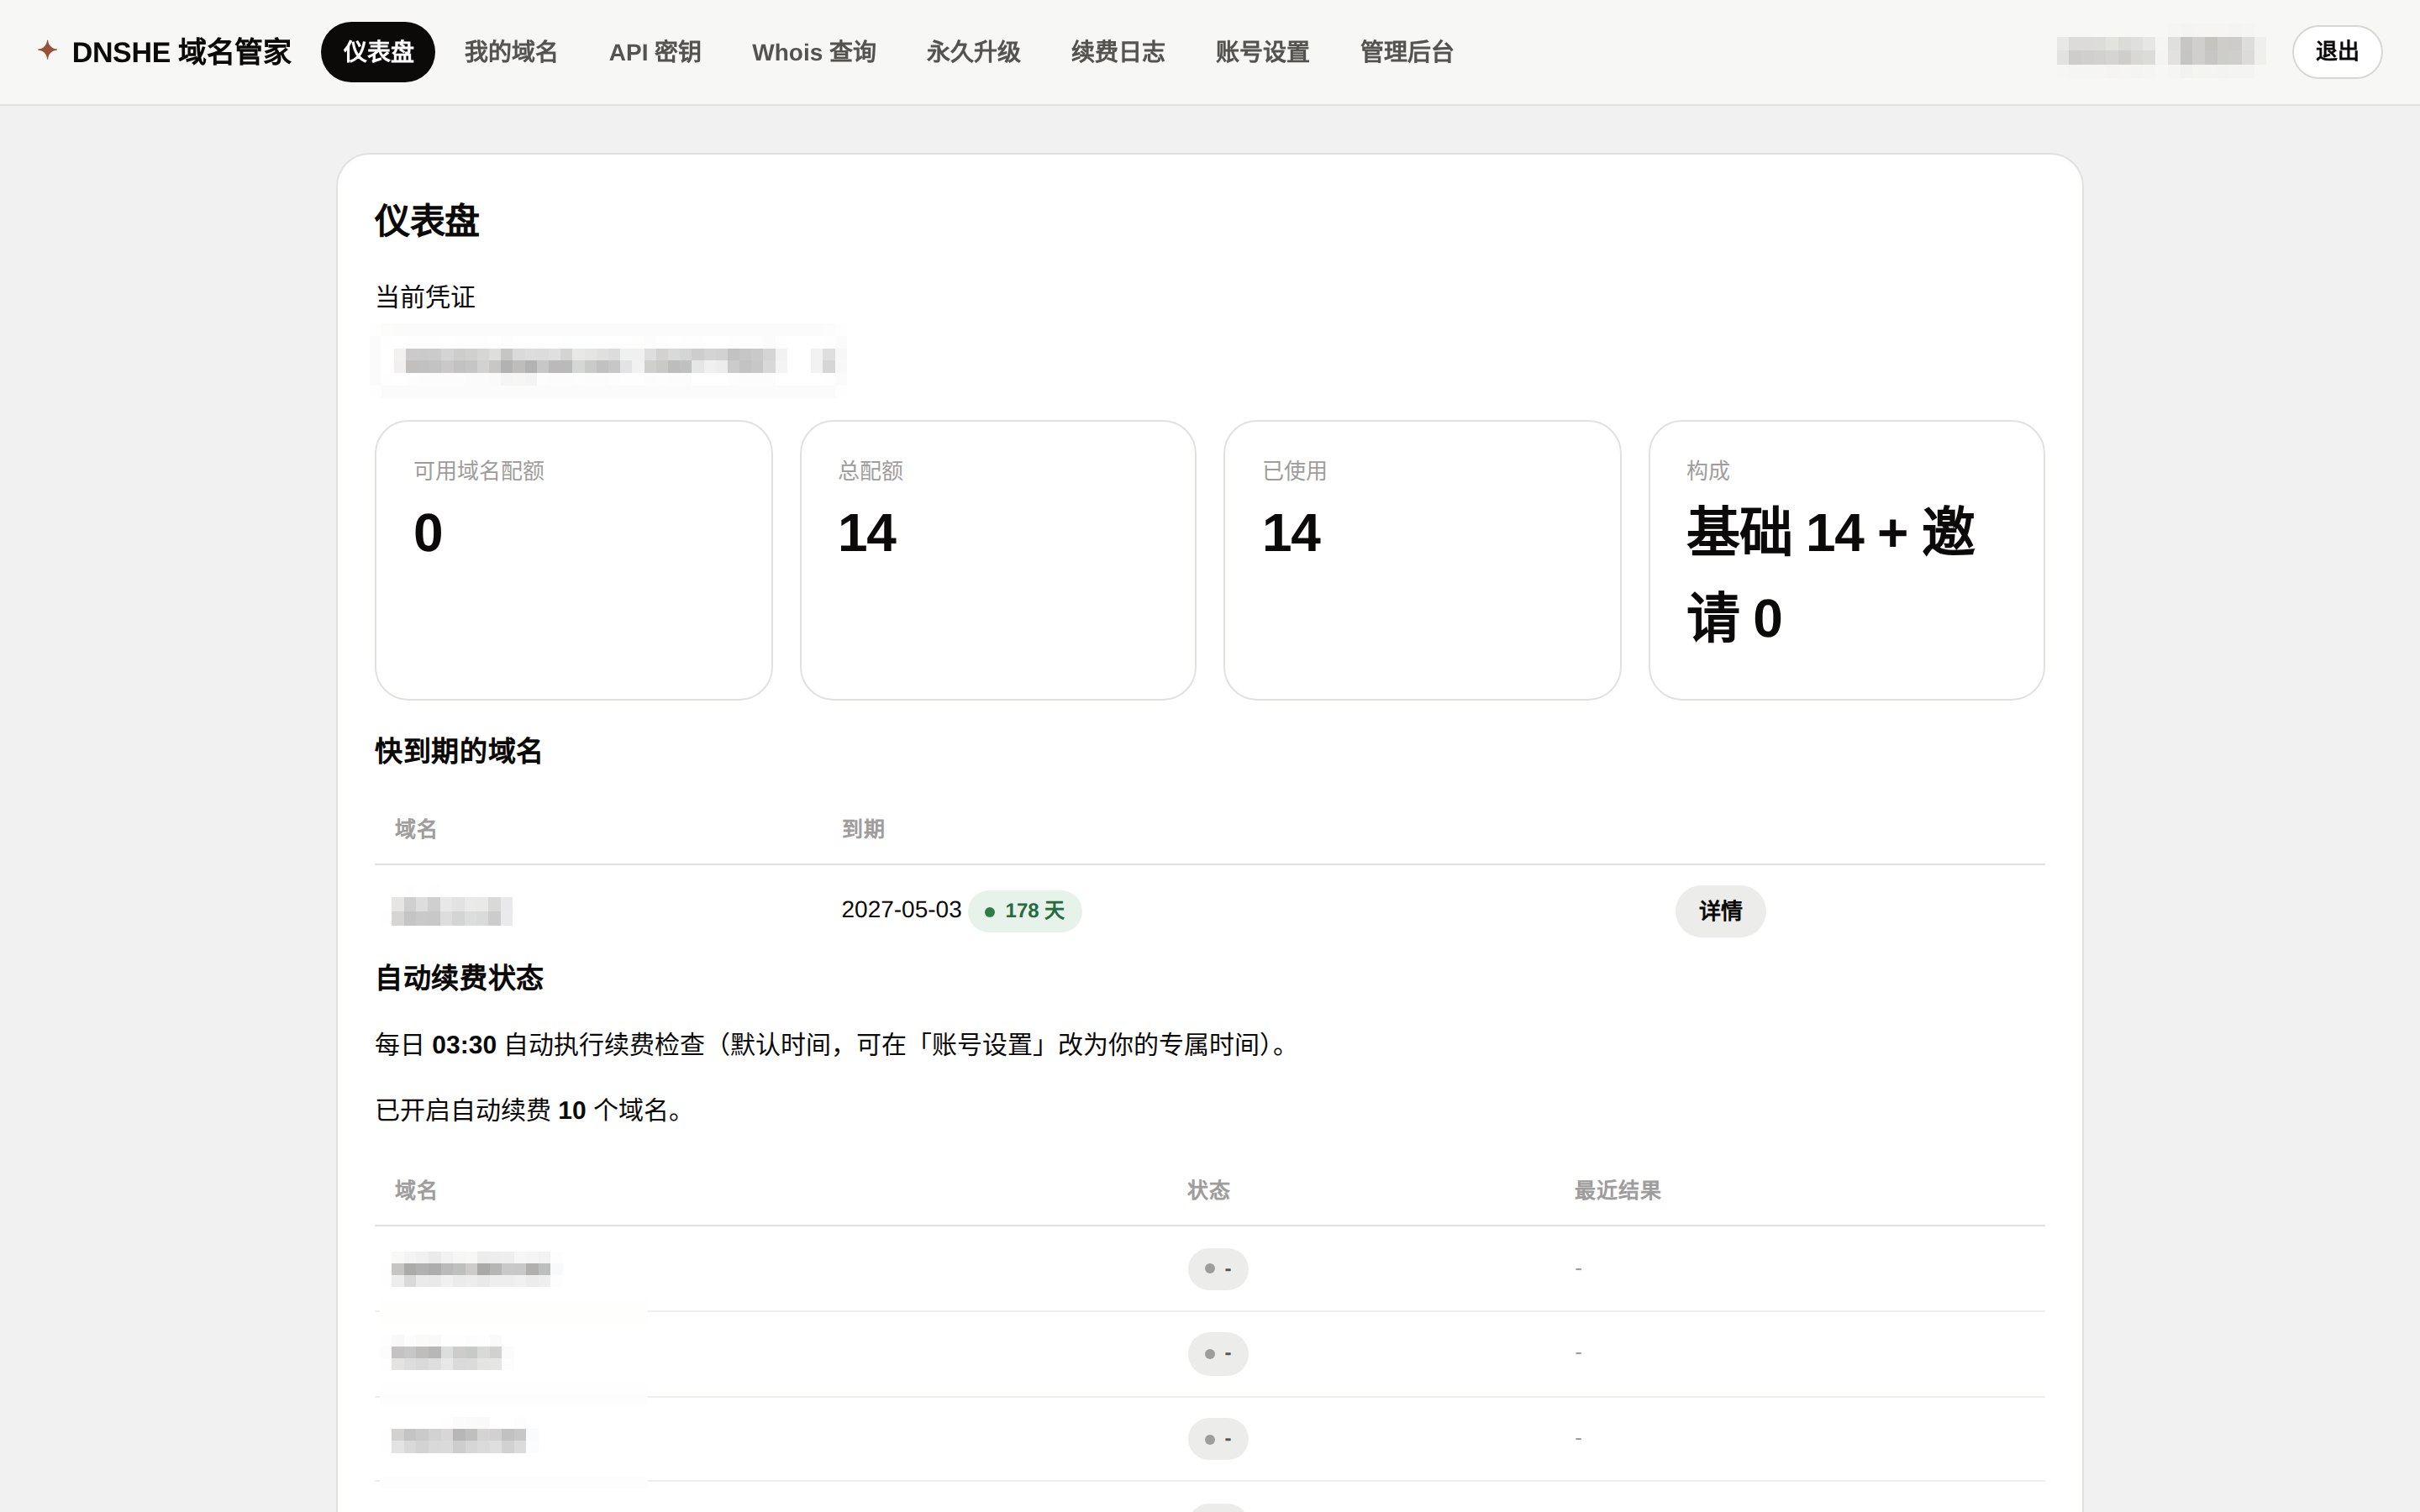 DNSHE 域名管家 仪表盘 我的域名 API 密钥 Whois 查询 永久升级 续费日志 账号设置 管理后台 退出
仪表盘
当前凭证
可用域名配额 总配额 已使用 构成
0 14 14 基础 14 + 邀
请 0
快到期的域名
域名 到期
2027-05-03 178 天 详情
自动续费状态
每日 03:30 自动执行续费检查（默认时间，可在「账号设置」改为你的专属时间）。
已开启自动续费 10 个域名。
域名 状态 最近结果
- -
- -
- -